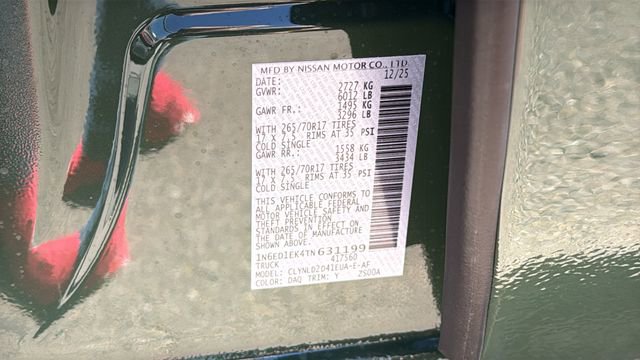 MFD BY NISSAN MOTOR CO., LTD.
DATE: 12/25
GVWR: 2727 KG
6012 LB
GAWR FR.: 1495 KG
3296 LB
WITH 265/70R17 TIRES
17 X 7.5 RIMS AT 35 PSI
COLD SINGLE
GAWR RR.: 1558 KG
3434 LB
WITH 265/70R17 TIRES
17 X 7.5 RIMS AT 35 PSI
COLD SINGLE
THIS VEHICLE CONFORMS TO
ALL APPLICABLE FEDERAL
MOTOR VEHICLE SAFETY AND
THEFT PREVENTION
STANDARDS IN EFFECT ON
THE DATE OF MANUFACTURE
SHOWN ABOVE.
1N6ED1EK4TN631199
TRUCK 417560
MODEL: CLYNLD2D41EUA-E-AF
COLOR: DAQ TRIM: Y ZS00A